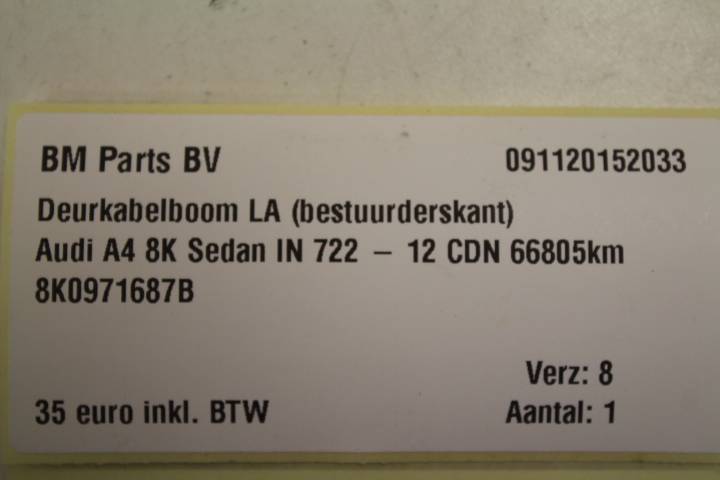 BM Parts BV 091120152033
Deurkabelboom LA (bestuurderskant)
Audi A4 8K Sedan IN 722 – 12 CDN 66805km
8K0971687B
Verz: 8
35 euro inkl. BTW Aantal: 1